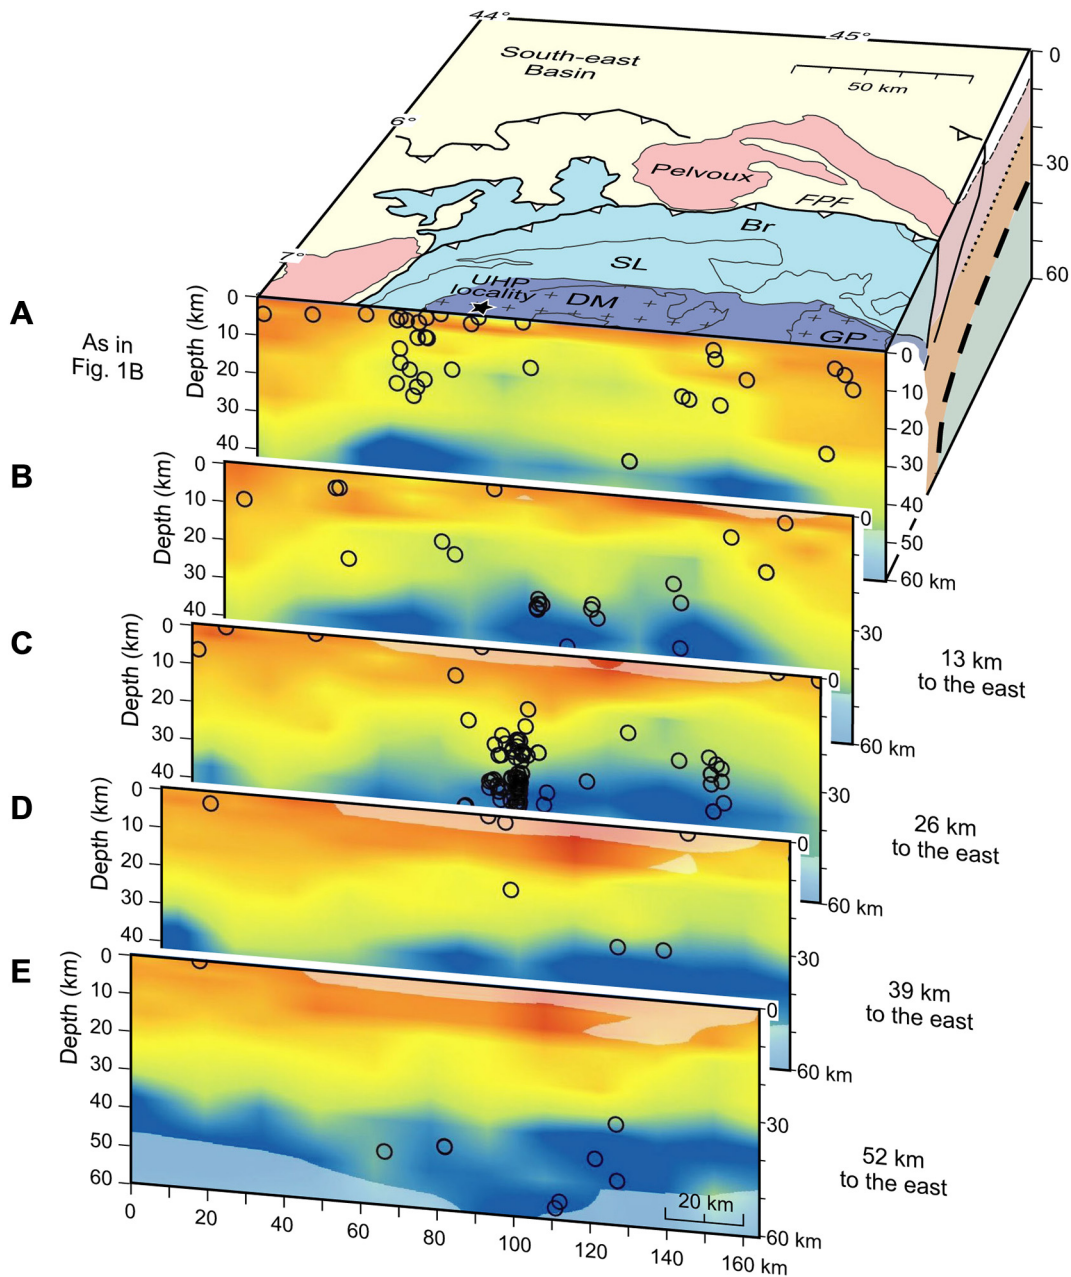 44°
45°
South-east
Basin
50 km
0
6°
Pelvoux
30
FPF
Br
7°
SL
60
UHP
locality
DM
GP
A
As in
Fig. 1B
Depth (km)
0
10
20
30
40
0
10
20
30
40
50
60 km
B
Depth (km)
0
10
20
30
40
0
30
60 km
13 km
to the east
C
Depth (km)
0
10
20
30
40
0
30
60 km
26 km
to the east
D
Depth (km)
0
10
20
30
40
0
30
60 km
39 km
to the east
E
Depth (km)
0
10
20
30
40
50
60
0
30
60 km
52 km
to the east
20 km
0
20
40
60
80
100
120
140
160 km